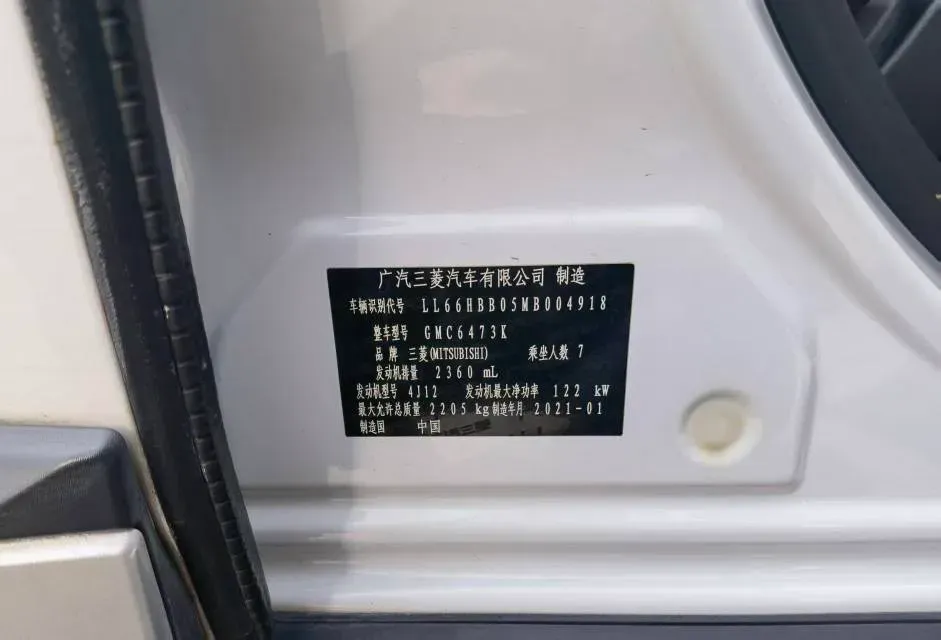 广汽三菱汽车有限公司 制造
车辆识别代号 LL66HBB05MB004918
整车型号 GMC6473K
品牌 三菱(MITSUBISHI) 乘坐人数 7
发动机排量 2360 mL
发动机型号 4J12 发动机最大净功率 122 kW
最大允许总质量 2205 kg 制造年月 2021-01
制造国 中国